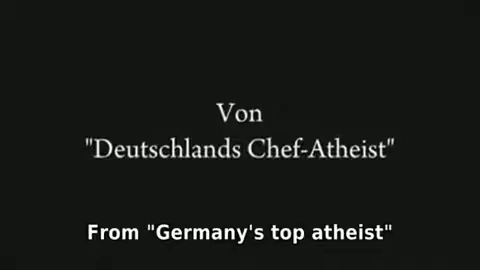 Von
"Deutschlands Chef-Atheist"
From "Germany's top atheist"